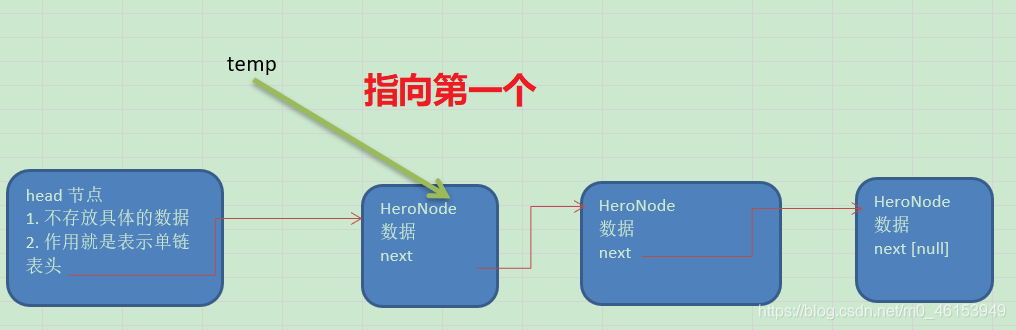 temp
指向第一个
head 节点
1. 不存放具体的数据
2. 作用就是表示单链
表头
HeroNode
数据
next
HeroNode
数据
next
HeroNode
数据
next [null]
https://blog.csdn.net/m0_46153949